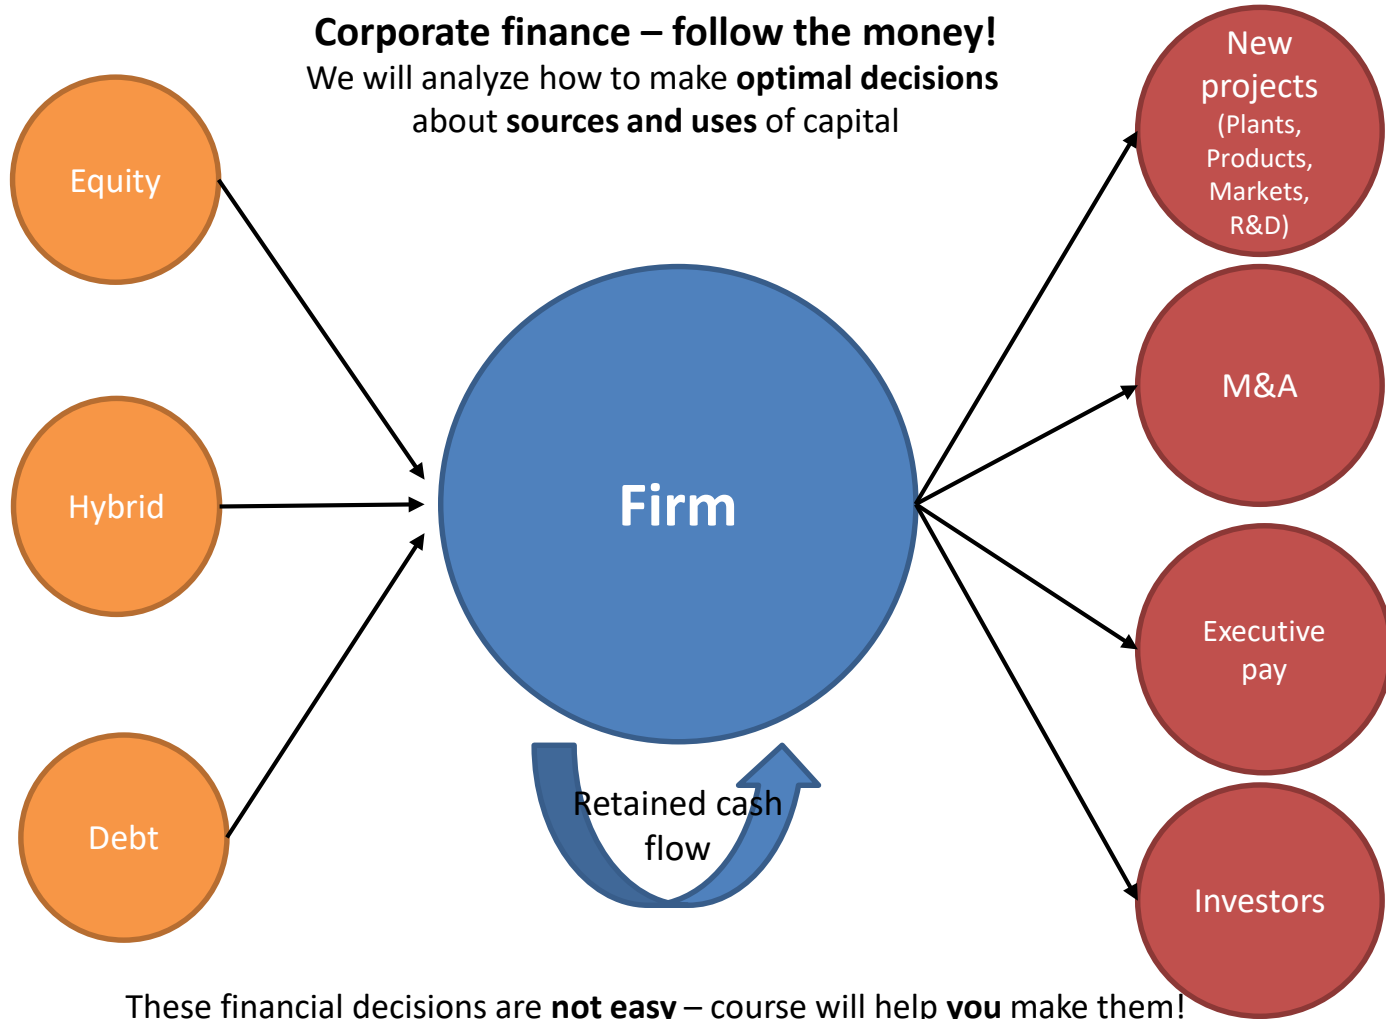 Corporate finance – follow the money!
We will analyze how to make optimal decisions
about sources and uses of capital
Equity
Hybrid
Debt
Firm
Retained cash
flow
New
projects
(Plants,
Products,
Markets,
R&D)
M&A
Executive
pay
Investors
These financial decisions are not easy – course will help you make them!